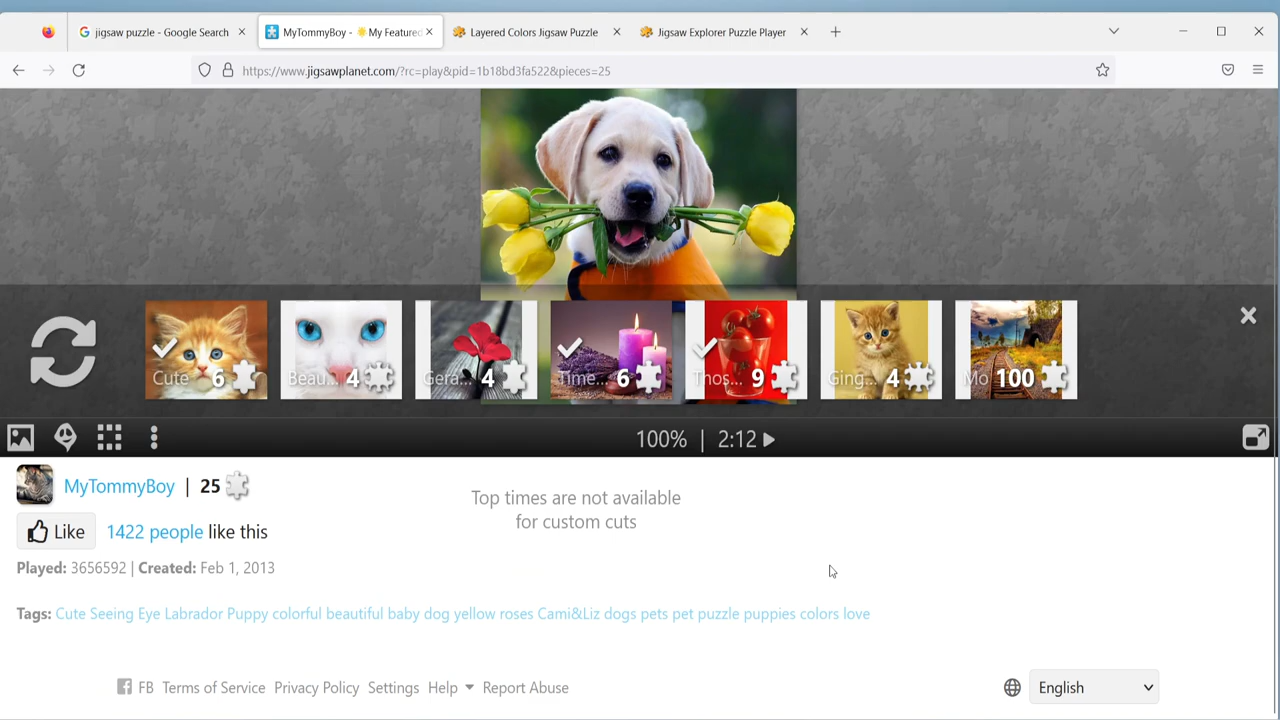 jigsaw puzzle - Google Search
MyTommyBoy - My Featured
Layered Colors Jigsaw Puzzle
Jigsaw Explorer Puzzle Player
https://www.jigsawplanet.com/?rc=play&pid=1b18bd3fa522&pieces=25
Cute 6
Beau... 4
Gera... 4
Time... 6
Thos... 9
Ging... 4
Mo 100
100% | 2:12
MyTommyBoy | 25
Like 1422 people like this
Played: 3656592 | Created: Feb 1, 2013
Top times are not available
for custom cuts
Tags: Cute Seeing Eye Labrador Puppy colorful beautiful baby dog yellow roses Cami&Liz dogs pets pet puzzle puppies colors love
FB Terms of Service Privacy Policy Settings Help Report Abuse
English